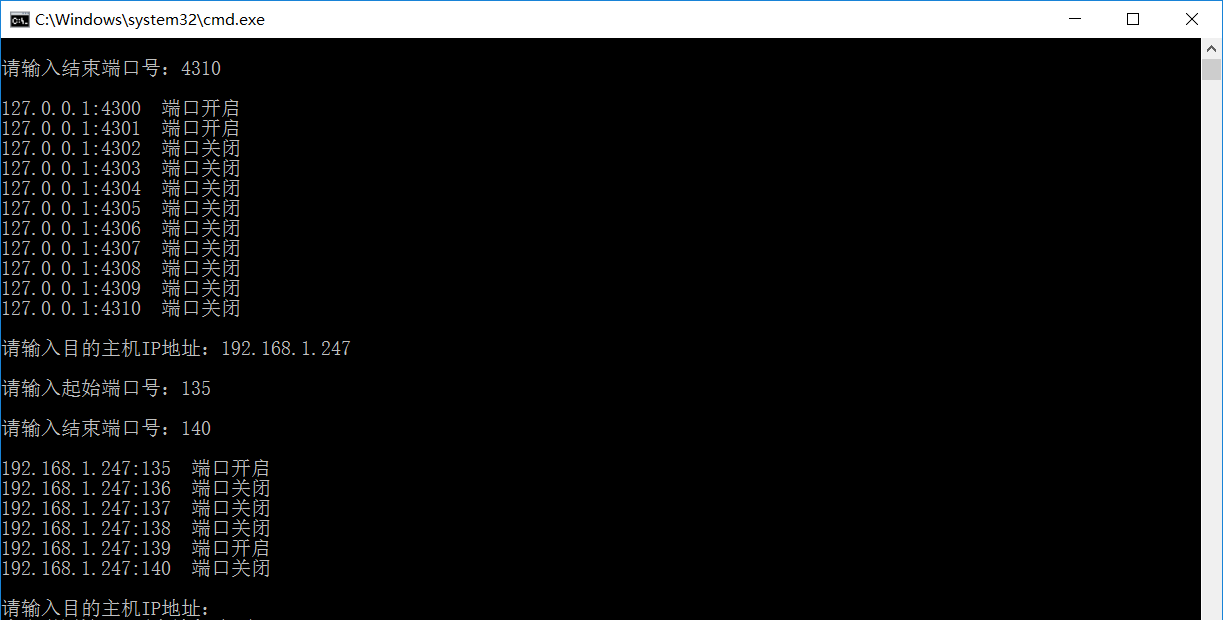 C:\Windows\system32\cmd.exe
请输入结束端口号：4310
127.0.0.1:4300  端口开启
127.0.0.1:4301  端口开启
127.0.0.1:4302  端口关闭
127.0.0.1:4303  端口关闭
127.0.0.1:4304  端口关闭
127.0.0.1:4305  端口关闭
127.0.0.1:4306  端口关闭
127.0.0.1:4307  端口关闭
127.0.0.1:4308  端口关闭
127.0.0.1:4309  端口关闭
127.0.0.1:4310  端口关闭
请输入目的主机IP地址：192.168.1.247
请输入起始端口号：135
请输入结束端口号：140
192.168.1.247:135  端口开启
192.168.1.247:136  端口关闭
192.168.1.247:137  端口关闭
192.168.1.247:138  端口关闭
192.168.1.247:139  端口开启
192.168.1.247:140  端口关闭
请输入目的主机IP地址：